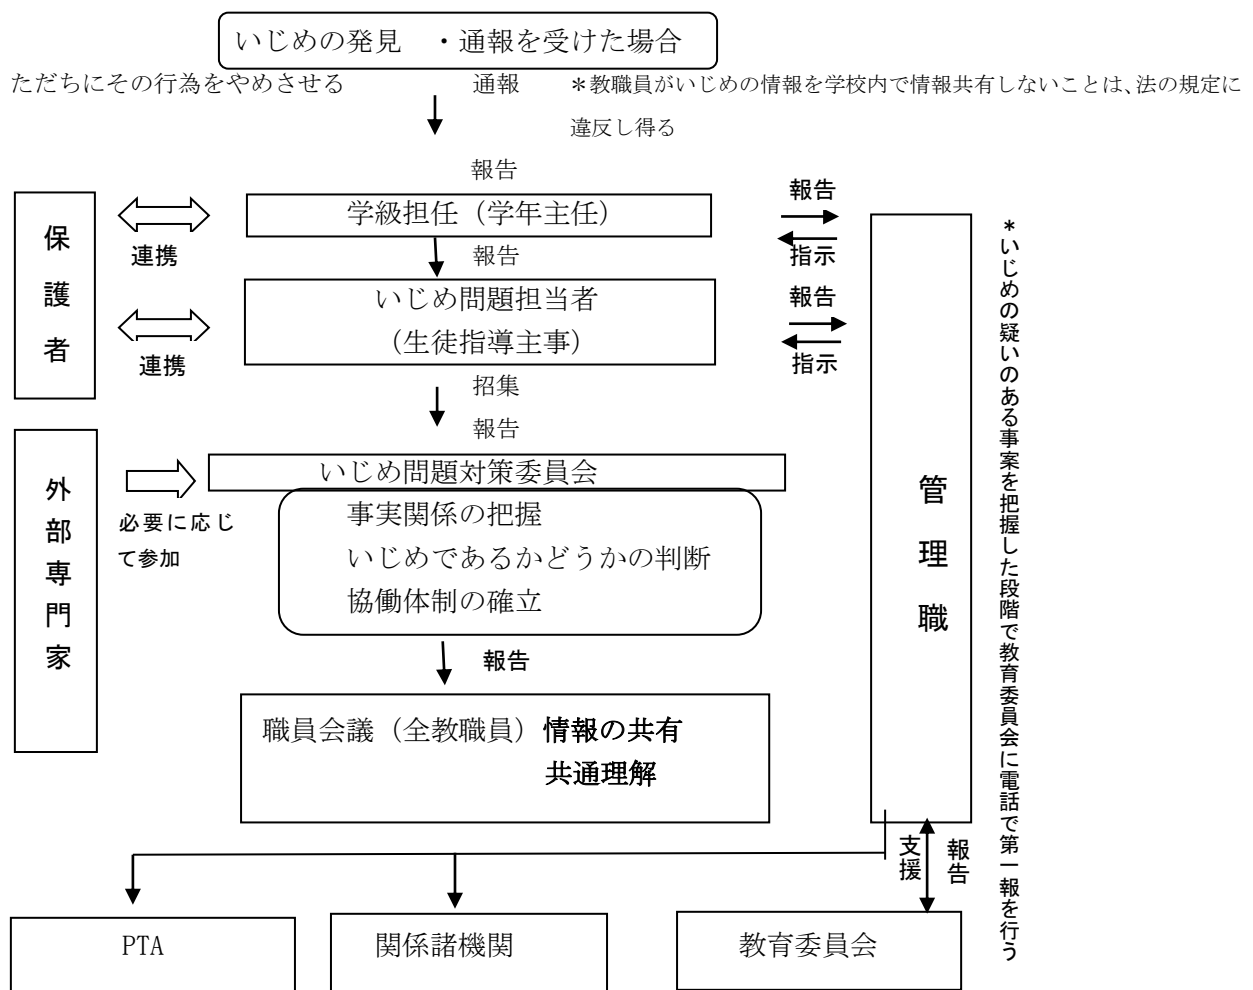 いじめの発見　・通報を受けた場合
ただちにその行為をやめさせる
通報
＊教職員がいじめの情報を学校内で情報共有しないことは、法の規定に
違反し得る
報告
学級担任（学年主任）
報告
指示
保護者
連携
報告
いじめ問題担当者
（生徒指導主事）
報告
指示
連携
招集
報告
いじめ問題対策委員会
外部専門家
必要に応じ
て参加
事実関係の把握
いじめであるかどうかの判断
協働体制の確立
管理職
＊いじめの疑いのある事案を把握した段階で教育委員会に電話で第一報を行う
報告
職員会議（全教職員）情報の共有
共通理解
支援
報告
PTA
関係諸機関
教育委員会